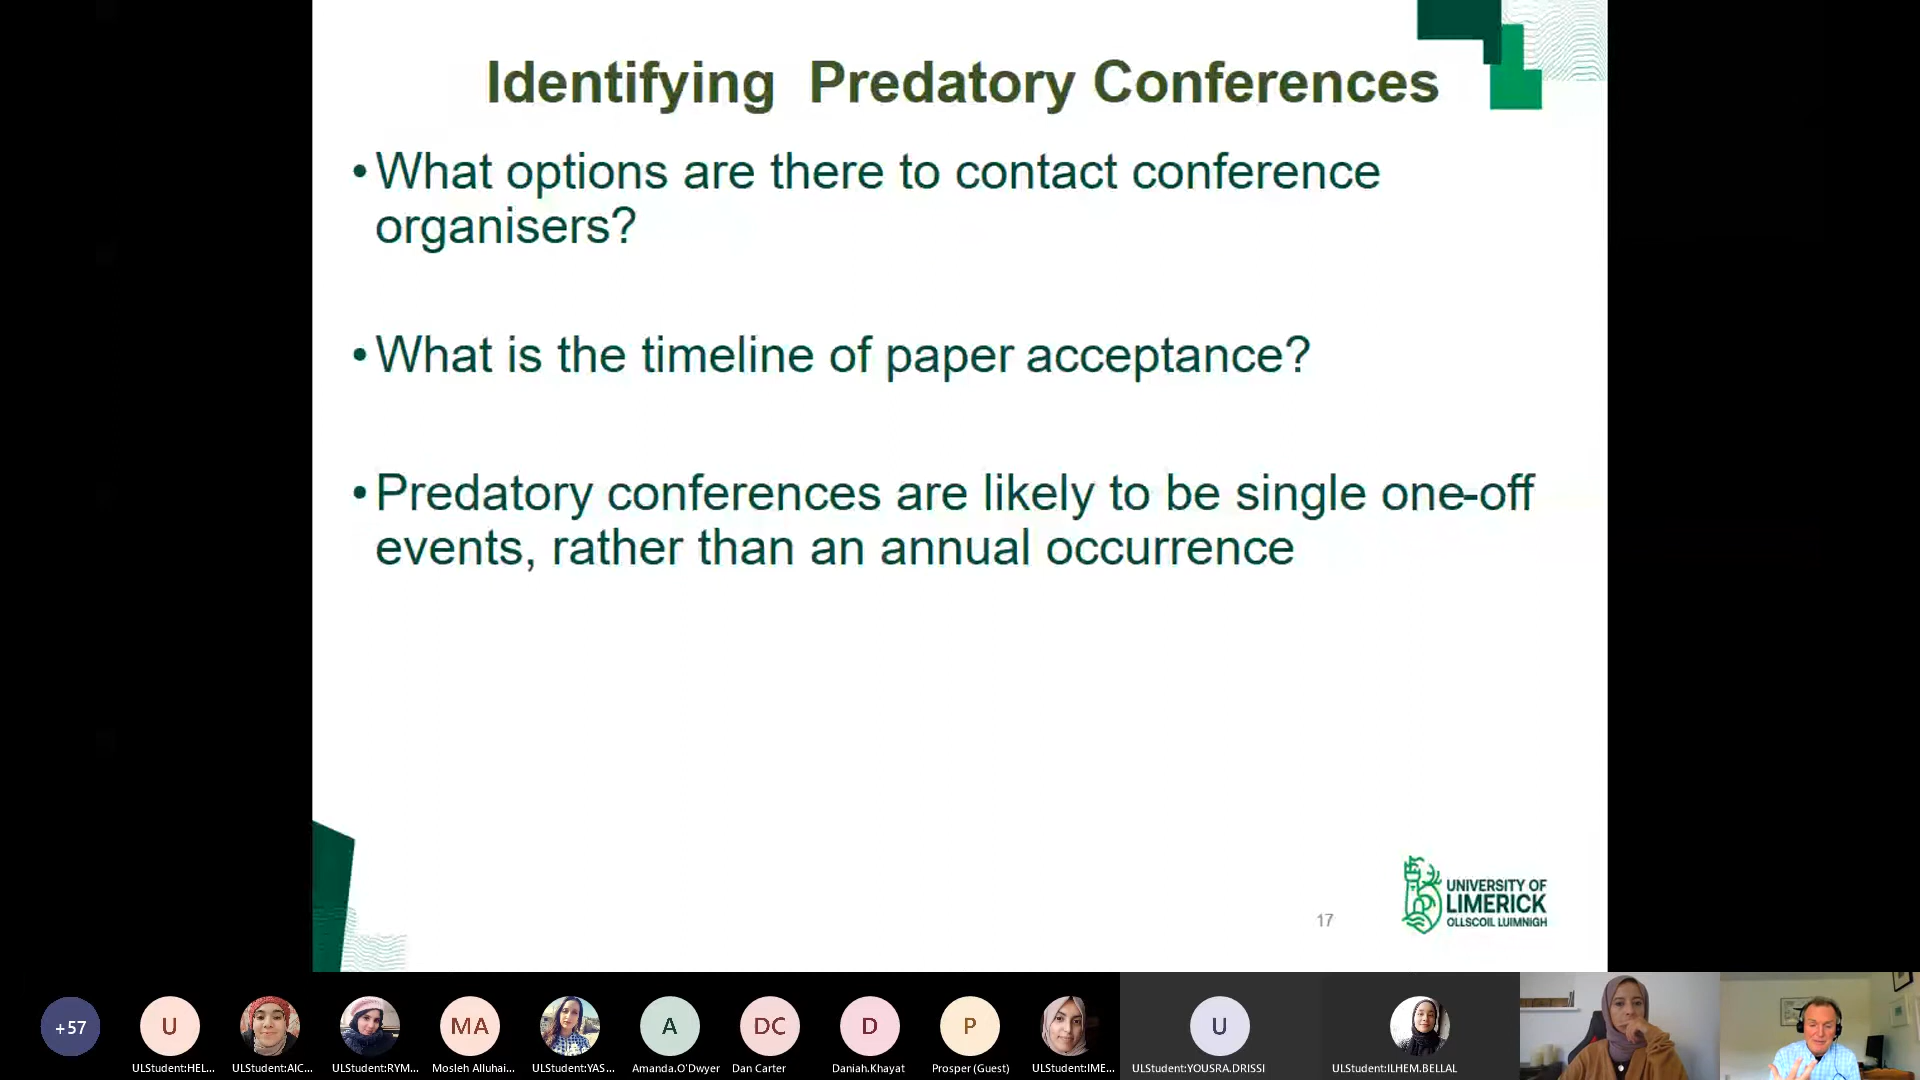 Identifying Predatory Conferences
• What options are there to contact conference
organisers?
• What is the timeline of paper acceptance?
• Predatory conferences are likely to be single one-off
events, rather than an annual occurrence
17
UNIVERSITY OF
LIMERICK
OLLSCOIL LUIMNIGH
+57
U
MA
A
DC
D
P
U
ULStudent:HEL...
ULStudent:AIC...
ULStudent:RYM...
Mosleh Alluhai...
ULStudent:YAS...
Amanda.O'Dwyer
Dan Carter
Daniah.Khayat
Prosper (Guest)
ULStudent:IME...
ULStudent:YOUSRA.DRISSI
ULStudent:ILHEM.BELLAL